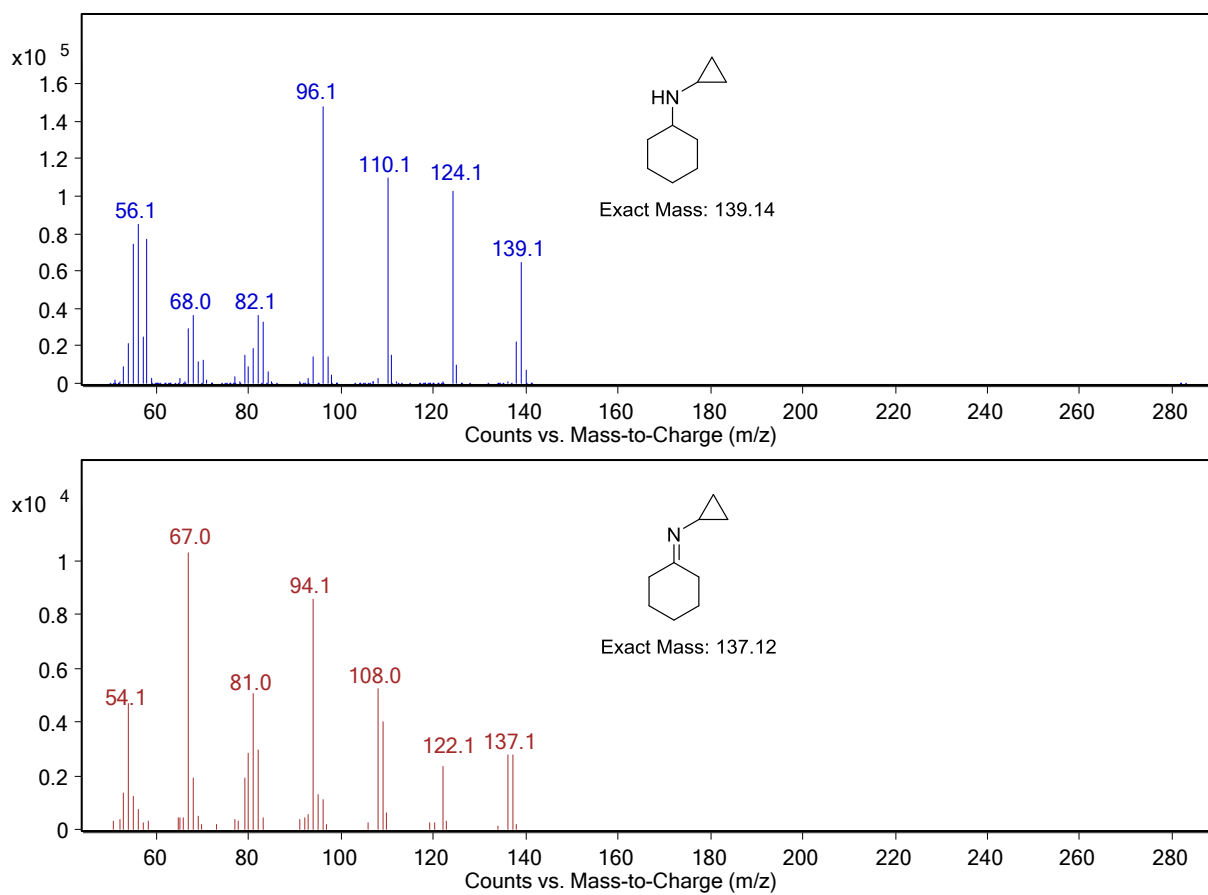 x10 5
1.6
1.4
1.2
1
0.8
0.6
0.4
0.2
0
96.1
110.1
124.1
56.1
139.1
68.0
82.1
HN
Exact Mass: 139.14
60 80 100 120 140 160 180 200 220 240 260 280
Counts vs. Mass-to-Charge (m/z)
x10 4
1
0.8
0.6
0.4
0.2
0
67.0
94.1
81.0
108.0
54.1
122.1
137.1
N
Exact Mass: 137.12
60 80 100 120 140 160 180 200 220 240 260 280
Counts vs. Mass-to-Charge (m/z)